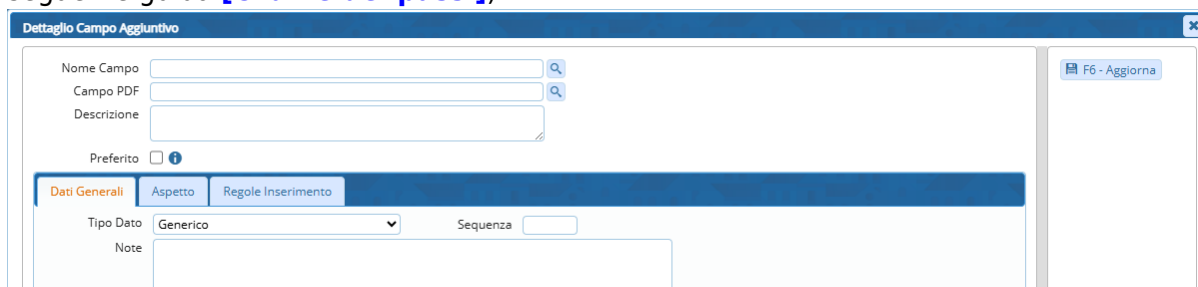 Dettaglio Campo Aggiuntivo
Nome Campo
F6 - Aggiorna
Campo PDF
Descrizione
Preferito
Dati Generali Aspetto Regole Inserimento
Tipo Dato Generico Sequenza
Note